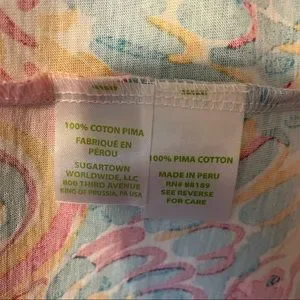 100% COTON PIMA
FABRIQUÉ EN
PÉROU
SUGARTOWN
WORLDWIDE, LLC
800 THIRD AVENUE
KING OF PRUSSIA, PA USA
100% PIMA COTTON
MADE IN PERU
RN# 88189
SEE REVERSE
FOR CARE